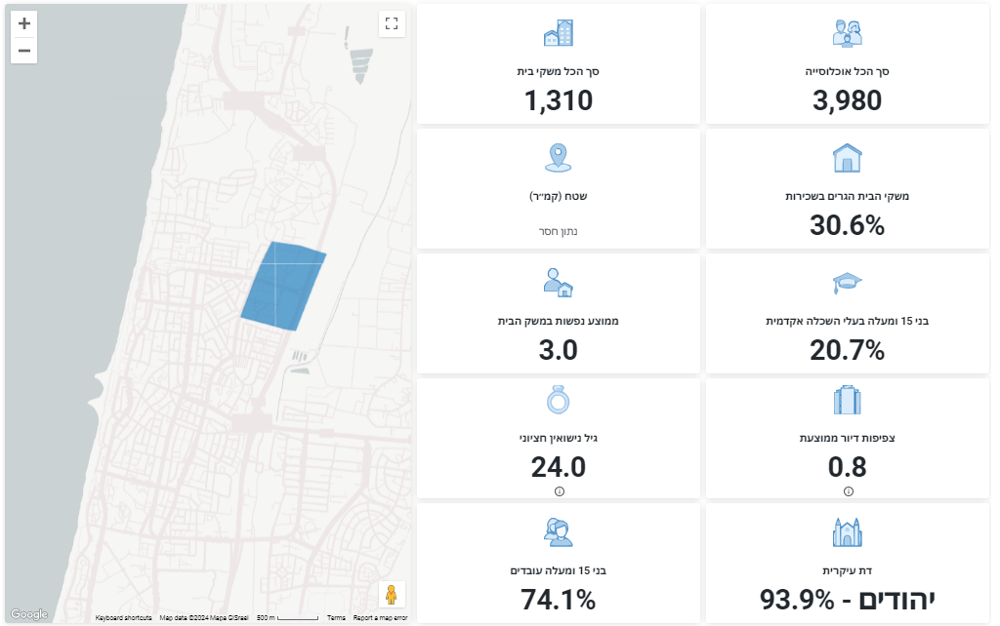 סך הכל אוכלוסייה
3,980
סך הכל משקי בית
1,310
משקי הבית הגרים בשכירות
30.6%
שטח (קמ״ר)
נתון חסר
בני 15 ומעלה בעלי השכלה אקדמית
20.7%
ממוצע נפשות במשק הבית
3.0
צפיפות דיור ממוצעת
0.8
גיל נישואין חציוני
24.0
דת עיקרית
יהודים - 93.9%
בני 15 ומעלה עובדים
74.1%
Google
Keyboard shortcuts
Map data ©2024 Mapa GISrael
500 m
Terms
Report a map error